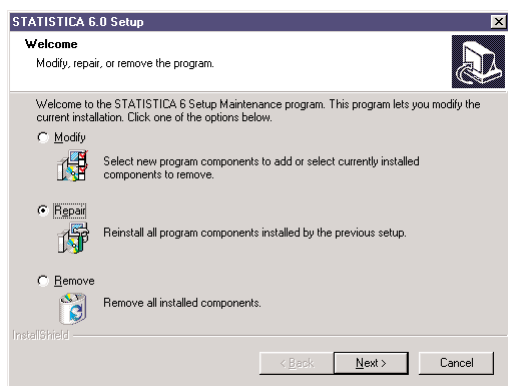 STATISTICA 6.0 Setup
Welcome
Modify, repair, or remove the program.
Welcome to the STATISTICA 6 Setup Maintenance program. This program lets you modify the
current installation. Click one of the options below.
Modify
Select new program components to add or select currently installed
components to remove.
Repair
Reinstall all program components installed by the previous setup.
Remove
Remove all installed components.
InstallShield
< Back
Next >
Cancel